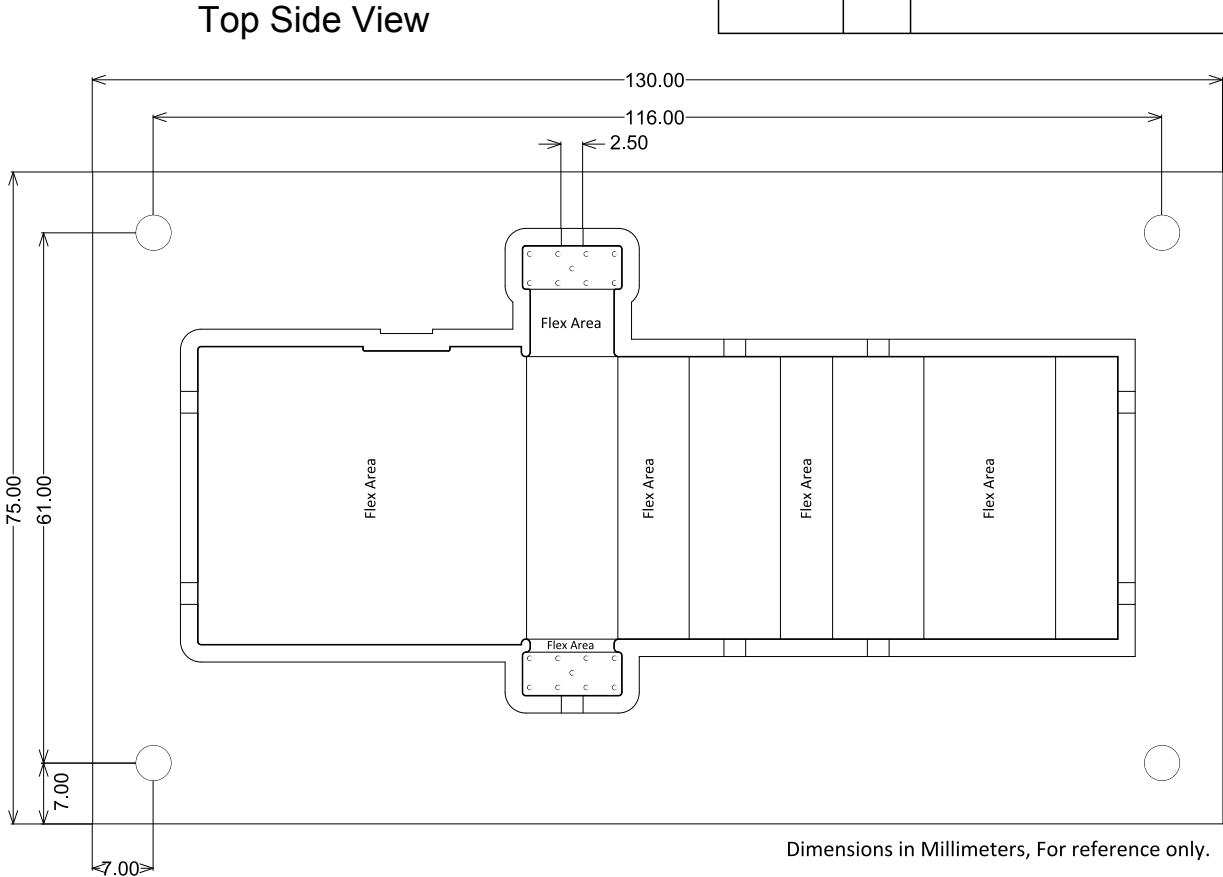 Top Side View
130.00
116.00
2.50
Flex Area
75.00
61.00
Flex Area
Flex Area
Flex Area
Flex Area
Flex Area
7.00
7.00
Dimensions in Millimeters, For reference only.